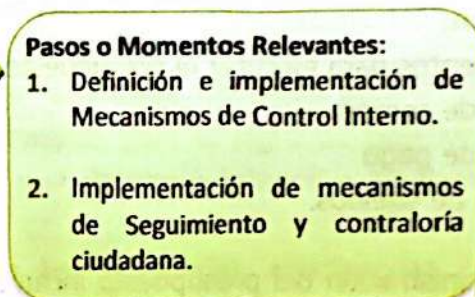 Pasos o Momentos Relevantes:
1. Definición e implementación de
Mecanismos de Control Interno.
2. Implementación de mecanismos
de Seguimiento y contraloría
ciudadana.